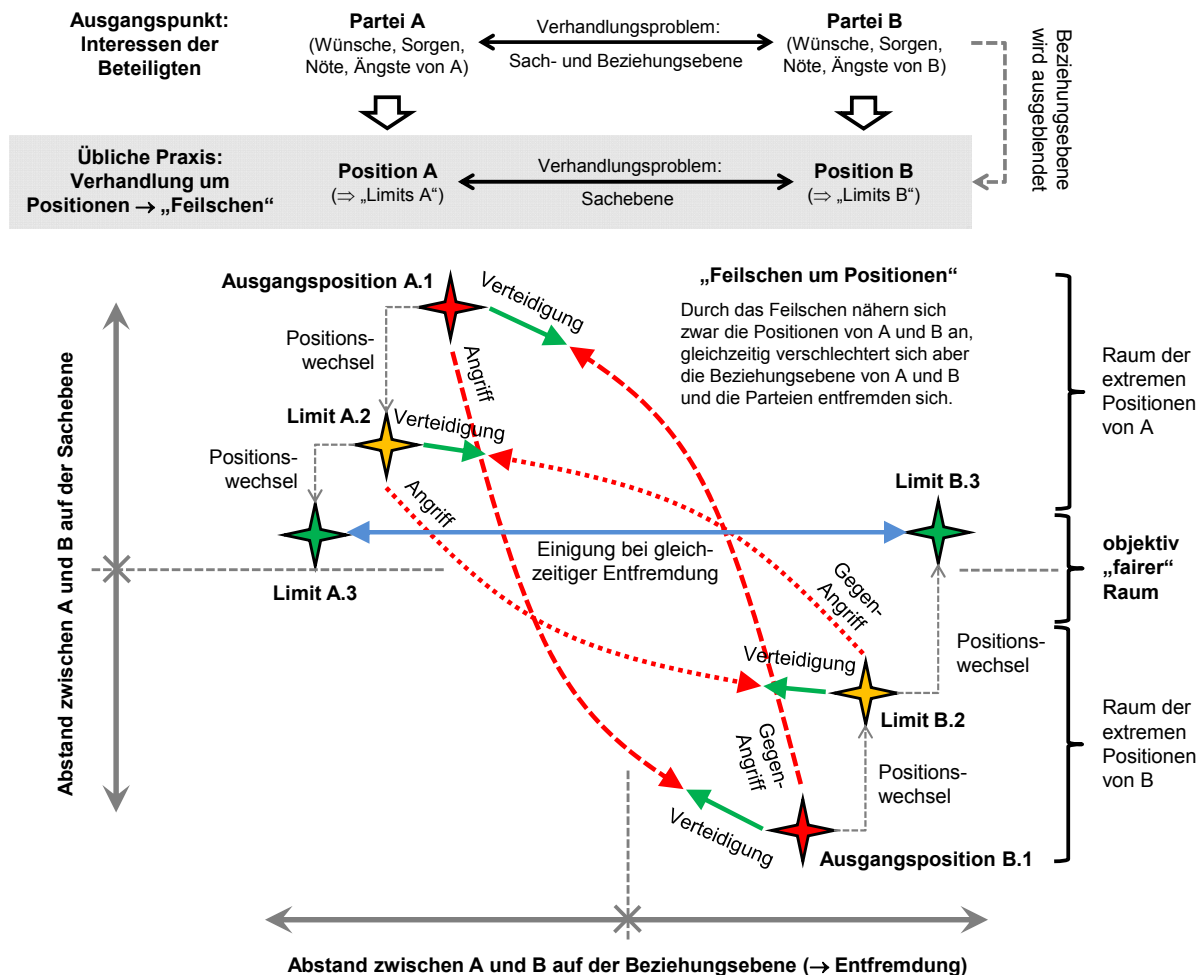 Ausgangspunkt:
Interessen der
Beteiligten
Partei A
(Wünsche, Sorgen,
Nöte, Ängste von A)
Verhandlungsproblem:
Sach- und Beziehungsebene
Partei B
(Wünsche, Sorgen,
Nöte, Ängste von B)
Beziehungsebene
wird ausgeblendet
Übliche Praxis:
Verhandlung um
Positionen → „Feilschen“
Position A
(⇒ „Limits A“)
Verhandlungsproblem:
Sachebene
Position B
(⇒ „Limits B“)
Ausgangsposition A.1
Verteidigung
„Feilschen um Positionen“
Durch das Feilschen nähern sich
zwar die Positionen von A und B an,
gleichzeitig verschlechtert sich aber
die Beziehungsebene von A und B
und die Parteien entfremden sich.
Positions-
wechsel
Angriff
Raum der
extremen
Positionen
von A
Limit A.2
Verteidigung
Positions-
wechsel
Angriff
Limit B.3
Einigung bei gleich-
zeitiger Entfremdung
objektiv
„fairer“
Raum
Limit A.3
Gegen-
Angriff
Positions-
wechsel
Verteidigung
Limit B.2
Raum der
extremen
Positionen
von B
Gegen-
Angriff
Positions-
wechsel
Verteidigung
Ausgangsposition B.1
Abstand zwischen A und B auf der Sachebene
Abstand zwischen A und B auf der Beziehungsebene (→ Entfremdung)